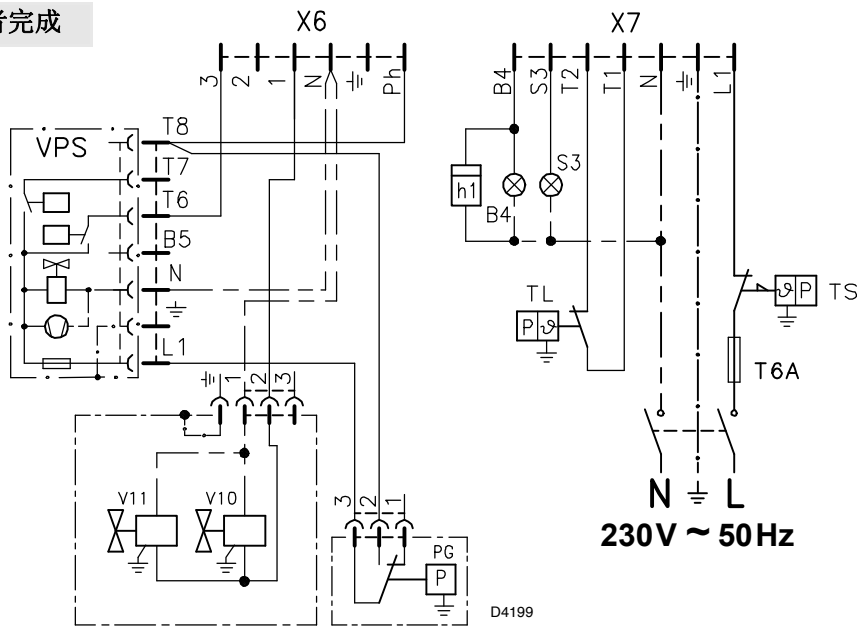 完成
X6
X7
3
2
1
N
Ph
B4
S3
T2
T1
N
L1
VPS
T8
T7
T6
B5
N
L1
h1
B4
S3
TL
P
TS
P
T6A
1
2
3
V11
V10
3
2
1
PG
P
N
L
230V ~ 50Hz
D4199